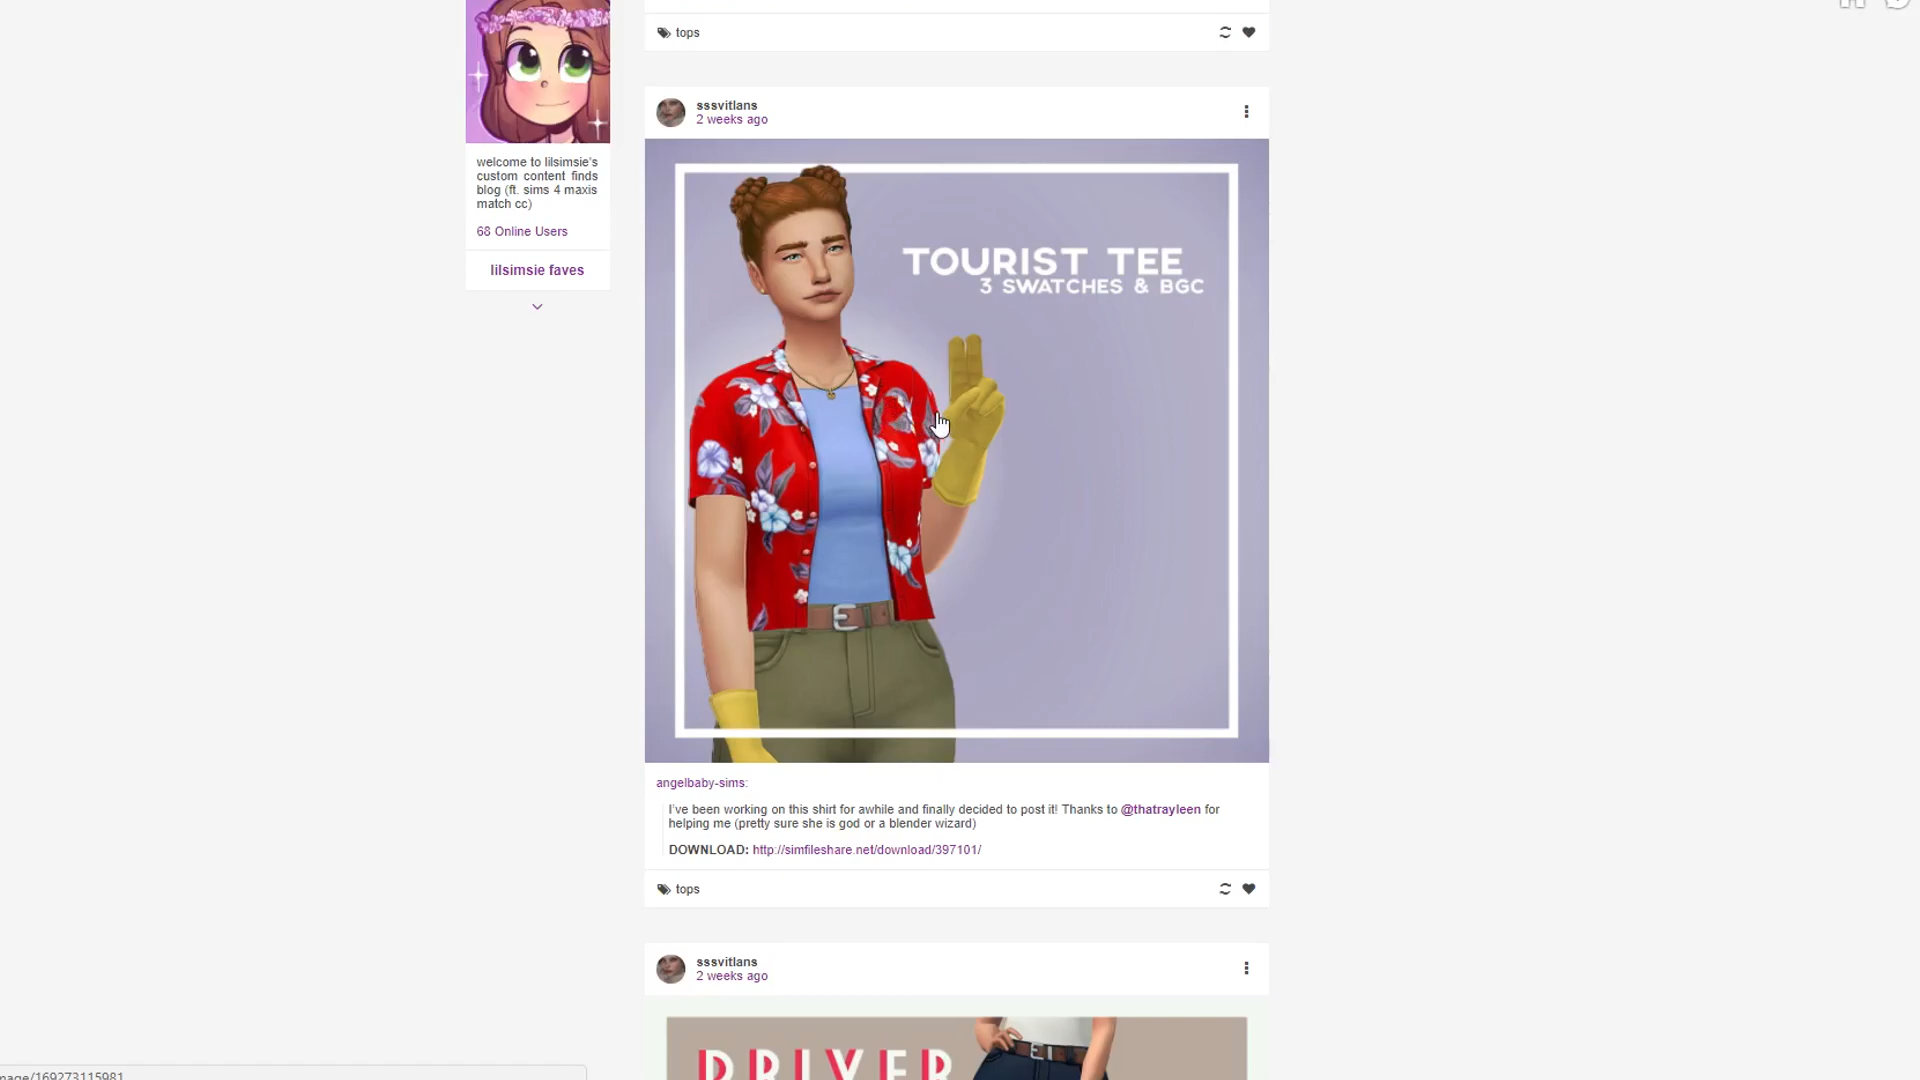 tops
sssvitlans
2 weeks ago
welcome to lilsimsie's
custom content finds
blog (ft. sims 4 maxis
match cc)
68 Online Users
lilsimsie faves
TOURIST TEE
3 SWATCHES & BGC
angelbaby-sims:
I've been working on this shirt for awhile and finally decided to post it! Thanks to @thatrayleen for
helping me (pretty sure she is god or a blender wizard)
DOWNLOAD: http://simfileshare.net/download/397101/
tops
sssvitlans
2 weeks ago
DRIVER
mage/169273115981